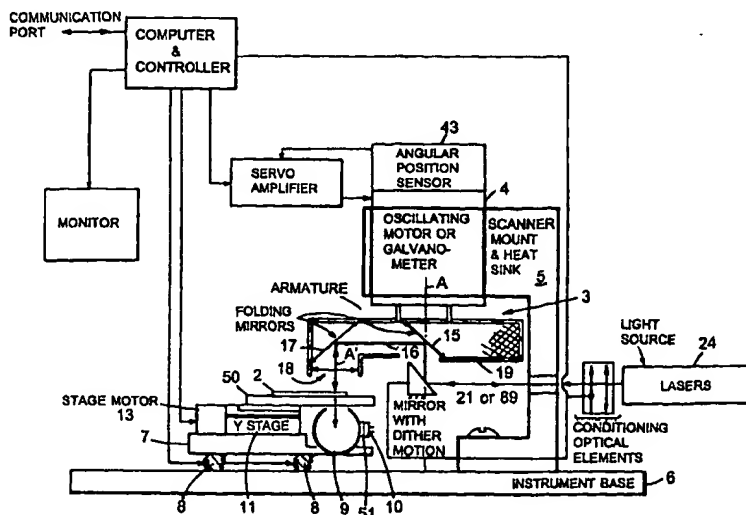 COMMUNICATION
PORT
COMPUTER
&
CONTROLLER
43
ANGULAR
POSITION
SENSOR
4
SERVO
AMPLIFIER
MONITOR
OSCILLATING
MOTOR OR
GALVANO-
METER
SCANNER
MOUNT
& HEAT
SINK
5
A
ARMATURE
3
FOLDING
MIRRORS
15
LIGHT
SOURCE
24
17
A'
16
18
19
2
50
LASERS
STAGE MOTOR
13
21 or 89
Y STAGE
MIRROR
WITH
DITHER
MOTION
CONDITIONING
OPTICAL
ELEMENTS
7
6
INSTRUMENT BASE
8
11
8
9
51
10